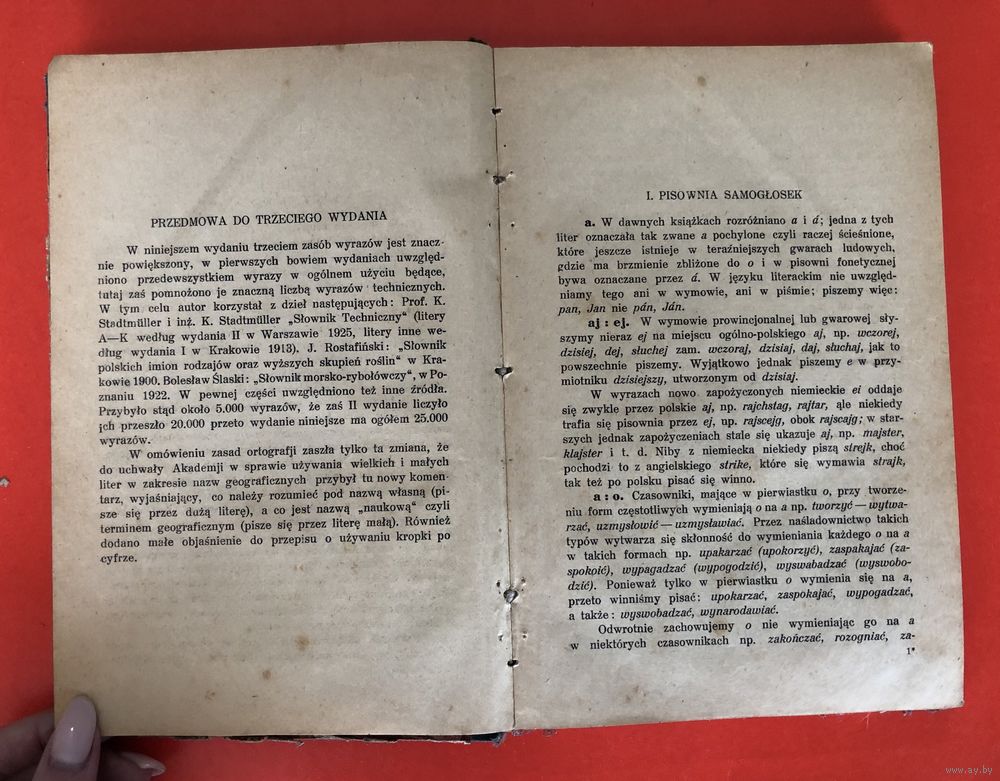 PRZEDMOWA DO TRZECIEGO WYDANIA
W niniejszem wydaniu trzeciem zasób wyrazów jest znacz-
nie powiększony, w pierwszych bowiem wydaniach uwzględ-
niono przedewszystkiem wyrazy w ogólnem użyciu będące,
tutaj zaś pomnożono je znaczną liczbą wyrazów technicznych.
W tym celu autor korzystał z dzieł następujących: Prof. K.
Stadtmüller i inż. K. Stadtmüller „Słownik Techniczny“ (litery
A—K według wydania II w Warszawie 1925, litery inne we-
dług wydania I w Krakowie 1913). J. Rostafiński: „Słownik
polskich imion rodzajów oraz wyższych skupień roślin“ w Kra-
kowie 1900. Bolesław Ślaski: „Słownik morsko-rybołówczy“, w Po-
znaniu 1922. W pewnej części uwzględniono też inne źródła.
Przybyło stąd około 5.000 wyrazów, że zaś II wydanie liczyło
ich przeszło 20.000 przeto wydanie niniejsze ma ogółem 25.000
wyrazów.
W omówieniu zasad ortografji zaszła tylko ta zmiana, że
do uchwały Akademji w sprawie używania wielkich i małych
liter w zakresie nazw geograficznych przybył tu nowy komen-
tarz, wyjaśniający, co należy rozumieć pod nazwą własną (pi-
sze się przez dużą literę), a co jest nazwą „naukową“ czyli
terminem geograficznym (pisze się przez literę małą). Również
dodano małe objaśnienie do przepisu o używaniu kropki po
cyfrze.
I. PISOWNIA SAMOGŁOSEK
a. W dawnych książkach rozróżniano a i á; jedna z tych
liter oznaczała tak zwane a pochylone czyli raczej ścieśnione,
które jeszcze istnieje w teraźniejszych gwarach ludowych,
gdzie ma brzmienie zbliżone do o i w pisowni fonetycznej
bywa oznaczane przez á. W języku literackim nie uwzględ-
niamy tego ani w wymowie, ani w piśmie; piszemy więc:
pan, Jan nie pán, Ján.
aj : ej. W wymowie prowincjonalnej lub gwarowej sły-
szymy nieraz ej na miejscu ogólno-polskiego aj, np. wczorej,
dzisiej, dej, słuchej zam. wczoraj, dzisiaj, daj, słuchaj, jak to
powszechnie piszemy. Wyjątkowo jednak piszemy e w przy-
miotniku dzisiejszy, utworzonym od dzisiaj.
W wyrazach nowo zapożyczonych niemieckie ei oddaje
się zwykle przez polskie aj, np. rajchstag, rajtar, ale niekiedy
trafia się pisownia przez ej, np. rajscejg, obok rajscajg; w star-
szych jednak zapożyczeniach stale się ukazuje aj, np. majster,
klajster i t. d. Niby z niemiecka niekiedy piszą strejk, choć
pochodzi to z angielskiego strike, które się wymawia strajk,
tak też po polsku pisać się winno.
a : o. Czasowniki, mające w pierwiastku o, przy tworze-
niu form częstotliwych wymieniają o na a np. tworzyć — wytwa-
rzać, uzmysłowić — uzmysławiać. Przez naśladownictwo takich
typów wytwarza się skłonność do wymieniania każdego o na a
w takich formach np. upakarzać (upokorzyć), zaspakajać (za-
spokoić), wypagadzać (wypogodzić), wyswabadzać (wyswobo-
dzić). Ponieważ tylko w pierwiastku o wymienia się na a,
przeto winniśmy pisać: upokarzać, zaspokajać, wypogadzać,
a także: wyswobadzać, wynarodawiać.
Odwrotnie zachowujemy o nie wymieniając go na a
w niektórych czasownikach np. zakończać, rozogniać, za-
1*
www.ay.by